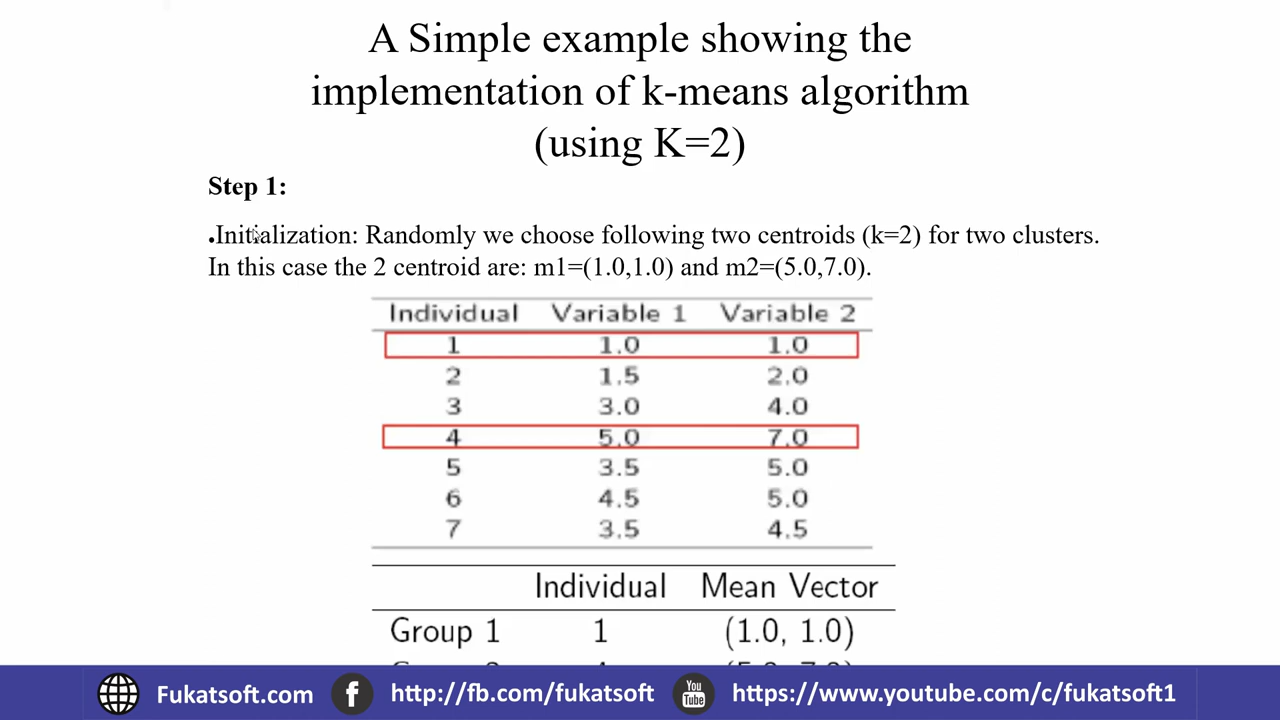 A Simple example showing the
implementation of k-means algorithm
(using K=2)
Step 1:
•Initialization: Randomly we choose following two centroids (k=2) for two clusters.
In this case the 2 centroid are: m1=(1.0,1.0) and m2=(5.0,7.0).
Individual Variable 1 Variable 2
1 1.0 1.0
2 1.5 2.0
3 3.0 4.0
4 5.0 7.0
5 3.5 5.0
6 4.5 5.0
7 3.5 4.5
Individual Mean Vector
Group 1 1 (1.0, 1.0)
Fukatsoft.com f http://fb.com/fukatsoft You Tube https://www.youtube.com/c/fukatsoft1